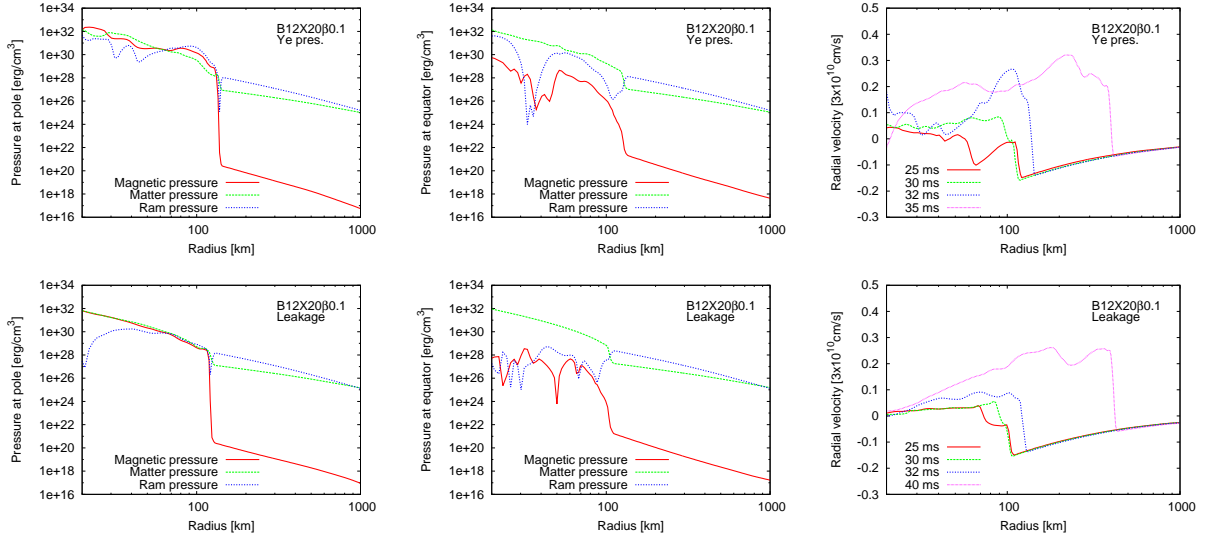 Pressure at pole [erg/cm³]
1e+34
1e+32
1e+30
1e+28
1e+26
1e+24
1e+22
1e+20
1e+18
1e+16
B12X20β0.1
Ye pres.
Magnetic pressure
Matter pressure
Ram pressure
100
1000
Radius [km]
Pressure at equator [erg/cm³]
1e+34
1e+32
1e+30
1e+28
1e+26
1e+24
1e+22
1e+20
1e+18
1e+16
B12X20β0.1
Ye pres.
Magnetic pressure
Matter pressure
Ram pressure
100
1000
Radius [km]
Radial velocity [3x10¹⁰cm/s]
0.5
0.4
0.3
0.2
0.1
0
-0.1
-0.2
-0.3
B12X20β0.1
Ye pres.
25 ms
30 ms
32 ms
35 ms
100
1000
Radius [km]
Pressure at pole [erg/cm³]
1e+34
1e+32
1e+30
1e+28
1e+26
1e+24
1e+22
1e+20
1e+18
1e+16
B12X20β0.1
Leakage
Magnetic pressure
Matter pressure
Ram pressure
100
1000
Radius [km]
Pressure at equator [erg/cm³]
1e+34
1e+32
1e+30
1e+28
1e+26
1e+24
1e+22
1e+20
1e+18
1e+16
B12X20β0.1
Leakage
Magnetic pressure
Matter pressure
Ram pressure
100
1000
Radius [km]
Radial velocity [3x10¹⁰cm/s]
0.5
0.4
0.3
0.2
0.1
0
-0.1
-0.2
-0.3
B12X20β0.1
Leakage
25 ms
30 ms
32 ms
40 ms
100
1000
Radius [km]